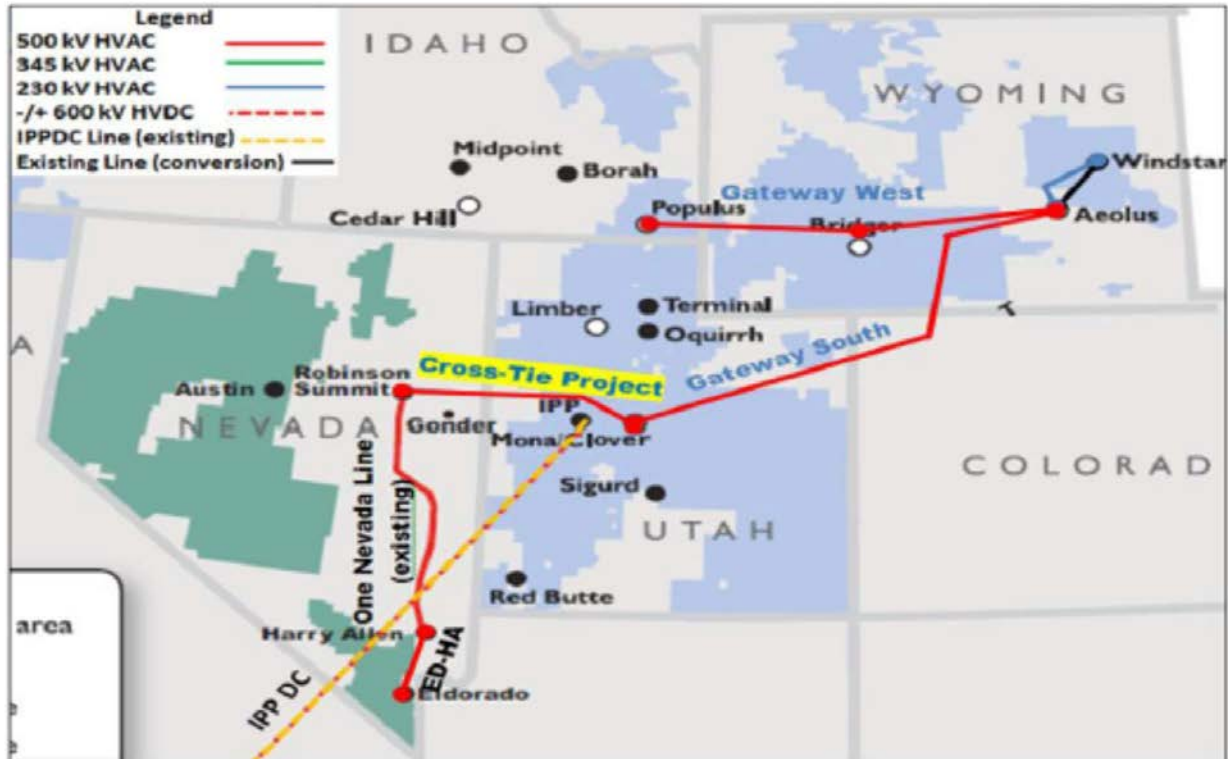 Legend
500 kV HVAC
345 kV HVAC
230 kV HVAC
-/+ 600 kV HVDC
IPPDC Line (existing)
Existing Line (conversion)
IDAHO
WYOMING
Midpoint
Borah
Windstar
Cedar Hill
Populus
Gateway West
Bridger
Aeolus
Limber
Terminal
Oquirrh
T
A
Robinson
Summit
Cross-Tie Project
Gateway South
Austin
NEVADA
Gonder
IPP
Mona/Clover
COLORAD
Sigurd
UTAH
One Nevada Line
(existing)
Red Butte
area
Harry Allen
ED-HA
Eldorado
IPP DC
e
e